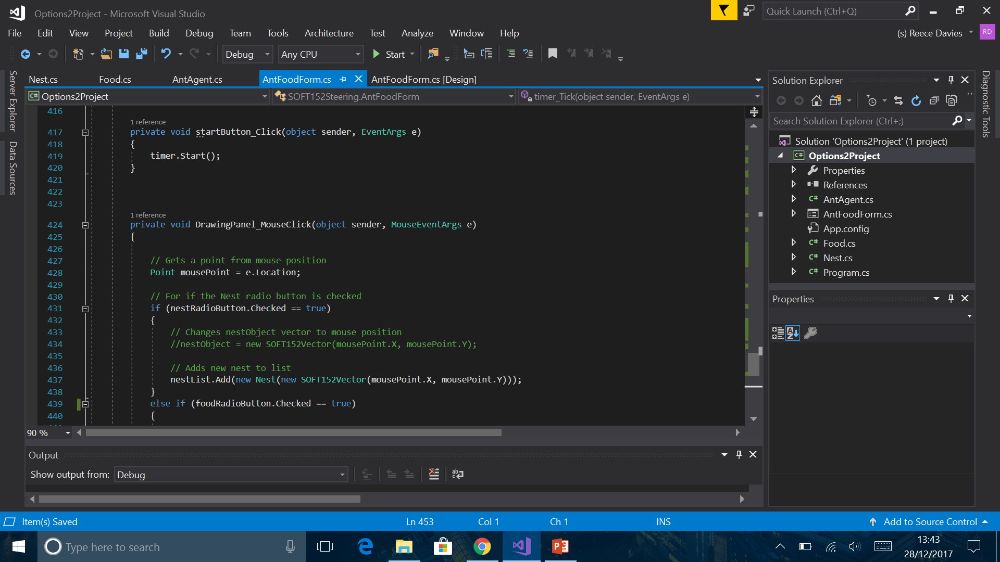 Options2Project - Microsoft Visual Studio
Quick Launch (Ctrl+Q)
File Edit View Project Build Debug Team Tools Architecture Test Analyze Window Help
(s) Reece Davies RD
Debug Any CPU Start
Server Explorer
Data Sources
Nest.cs Food.cs AntAgent.cs AntFoodForm.cs AntFoodForm.cs [Design]
C# Options2Project SOFT152Steering.AntFoodForm timer_Tick(object sender, EventArgs e)
416
1 reference
417 private void startButton_Click(object sender, EventArgs e)
418 {
419 timer.Start();
420 }
421
422
423
1 reference
424 private void DrawingPanel_MouseClick(object sender, MouseEventArgs e)
425 {
426
427 // Gets a point from mouse position
428 Point mousePoint = e.Location;
429
430 // For if the Nest radio button is checked
431 if (nestRadioButton.Checked == true)
432 {
433 // Changes nestObject vector to mouse position
434 //nestObject = new SOFT152Vector(mousePoint.X, mousePoint.Y);
435
436 // Adds new nest to list
437 nestList.Add(new Nest(new SOFT152Vector(mousePoint.X, mousePoint.Y)));
438 }
439 else if (foodRadioButton.Checked == true)
440 {
90 %
Output
Show output from: Debug
Solution Explorer
Search Solution Explorer (Ctrl+;)
Solution 'Options2Project' (1 project)
C# Options2Project
Properties
References
C# AntAgent.cs
AntFoodForm.cs
App.config
C# Food.cs
C# Nest.cs
C# Program.cs
Properties
Diagnostic Tools
Item(s) Saved Ln 453 Col 1 Ch 1 INS Add to Source Control
Type here to search
13:43
28/12/2017